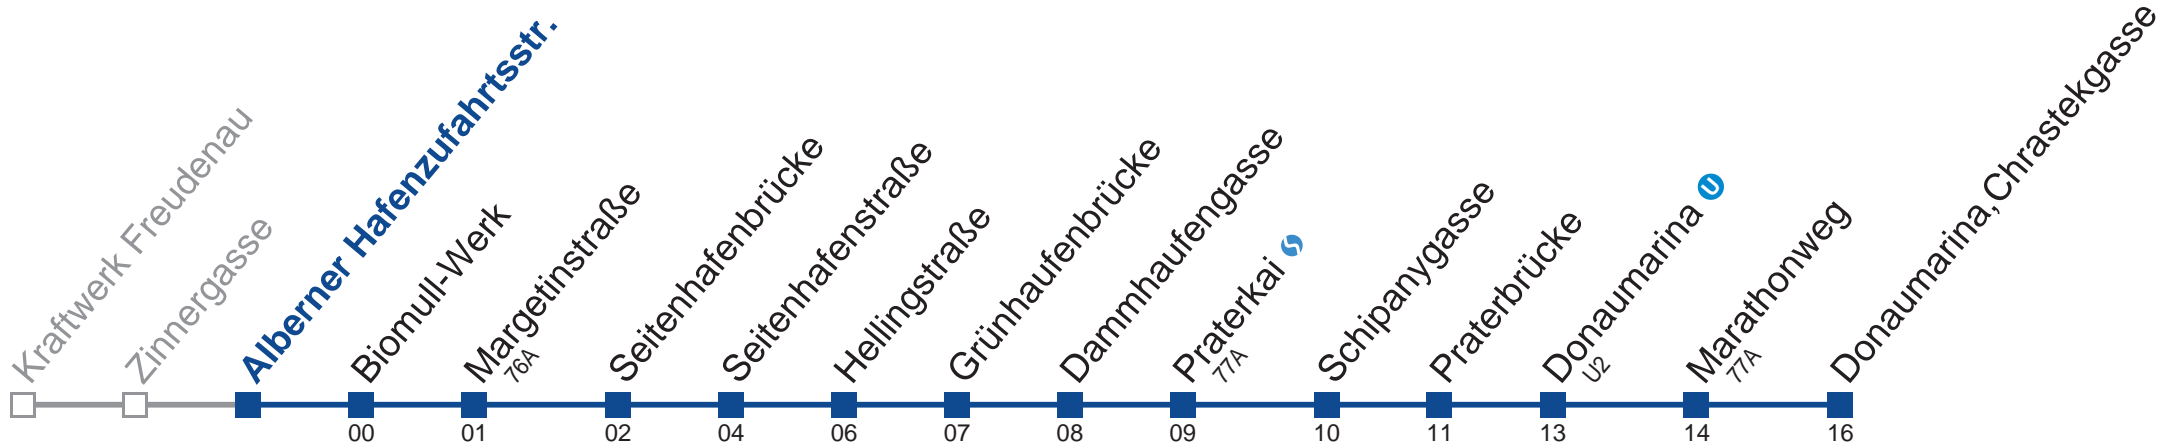 Kraftwerk Freudenau
Zinnergasse
Alberner Hafenzufahrtsstr.
Biomull-Werk
Margetinstraße
76A
Seitenhafenbrücke
Seitenhafenstraße
Hellingstraße
Grünhaufenbrücke
Dammhaufengasse
Praterkai
77A
Schipanygasse
Praterbrücke
Donaumarina U
U2
Marathonweg
77A
Donaumarina, Chrastekgasse
00 01 02 04 06 07 08 09 10 11 13 14 16